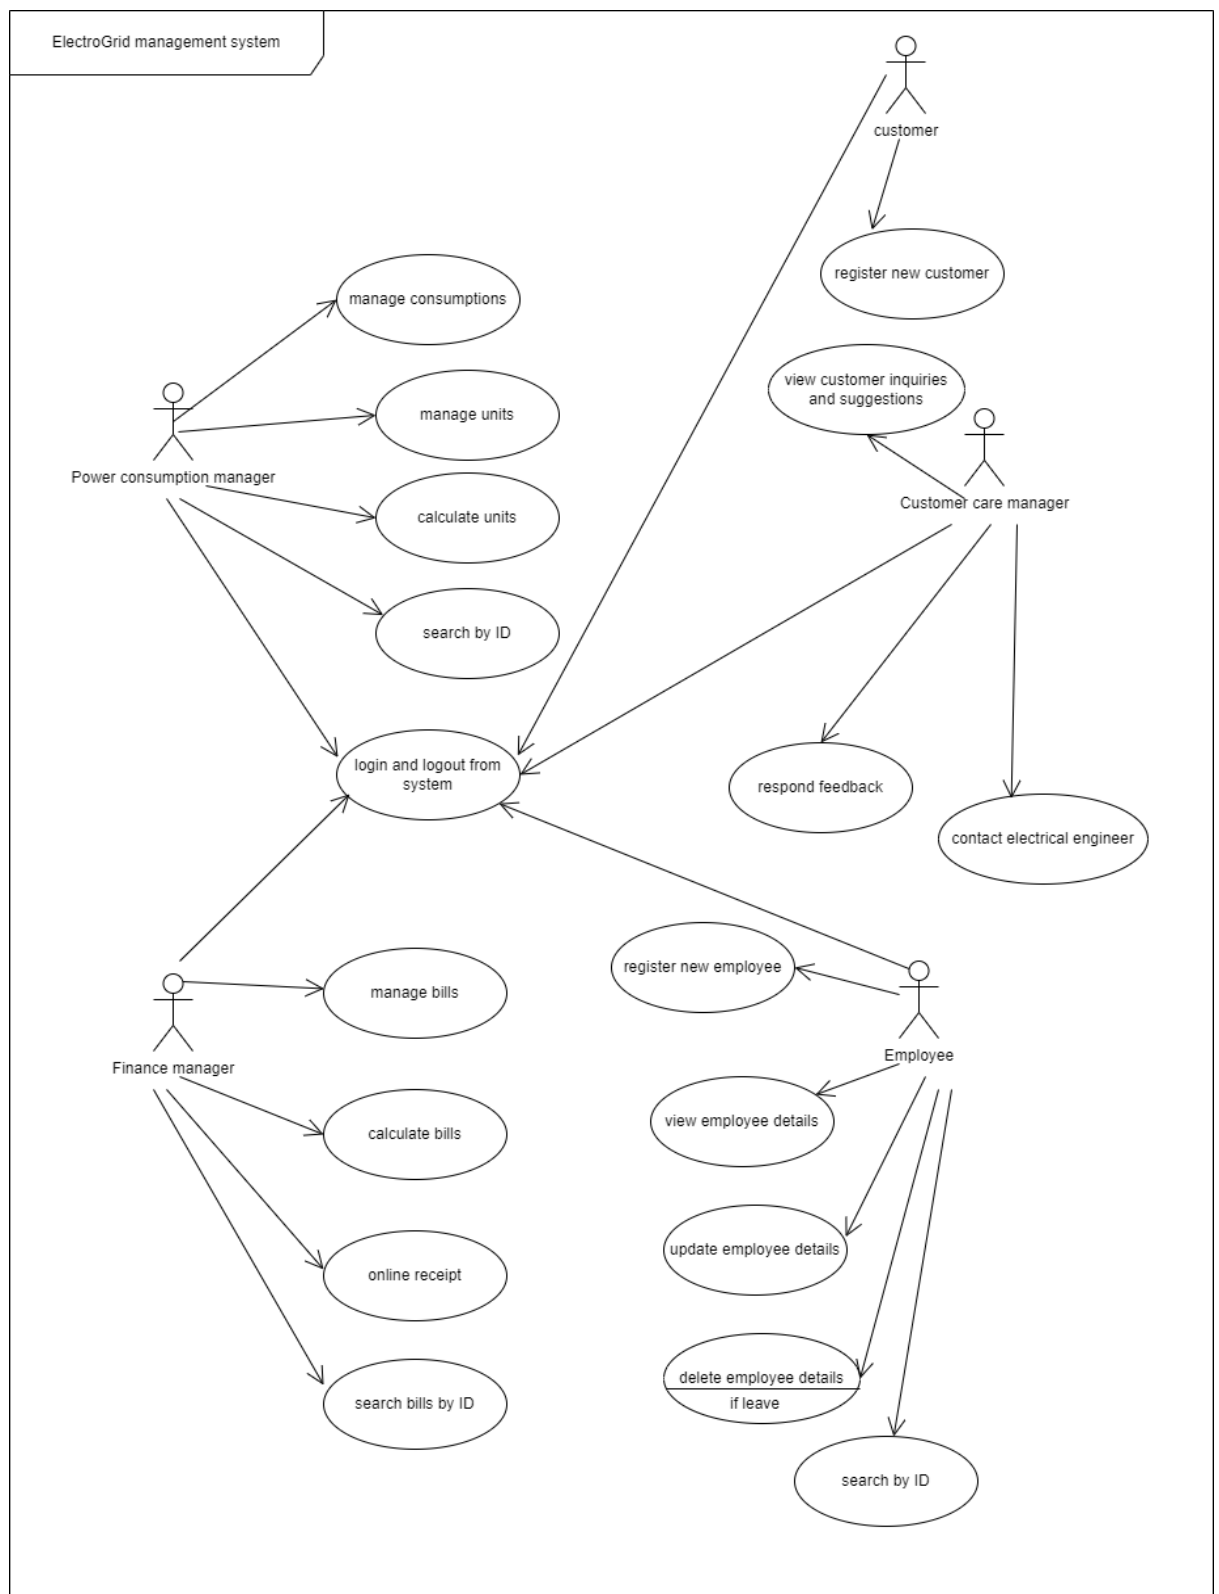 ElectroGrid management system
customer
register new customer
manage consumptions
view customer inquiries
and suggestions
manage units
Power consumption manager
Customer care manager
calculate units
search by ID
login and logout from
system
respond feedback
contact electrical engineer
register new employee
manage bills
Employee
Finance manager
view employee details
calculate bills
update employee details
online receipt
delete employee details
if leave
search bills by ID
search by ID